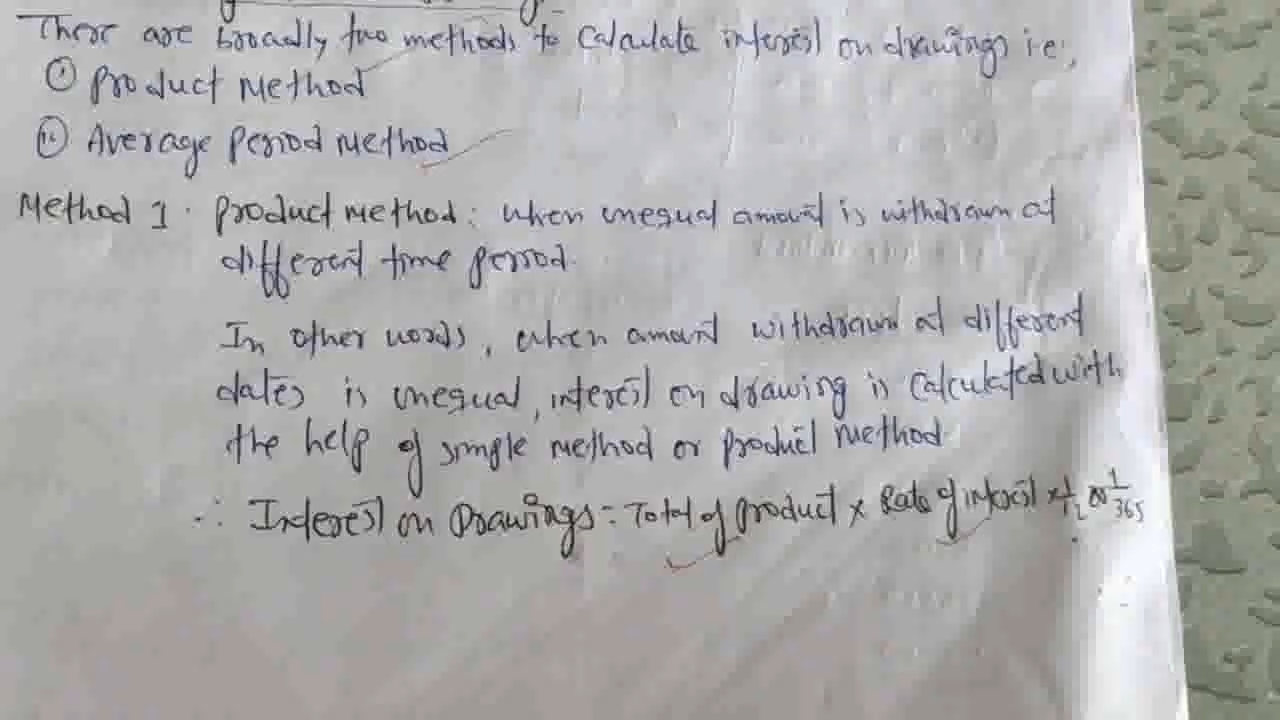 There are broadly two methods to Calculate interest on drawings i.e;
(i) Product Method
(ii) Average Period Method
Method 1. Product method: when unequal amount is withdrawn at
different time period.
In other words, when amount withdrawn at different
dates is unequal, interest on drawing is Calculated with
the help of simple method or product method.
∴ Interest on Drawings = Total of product × Rate of interest × 1/12 or 1/365